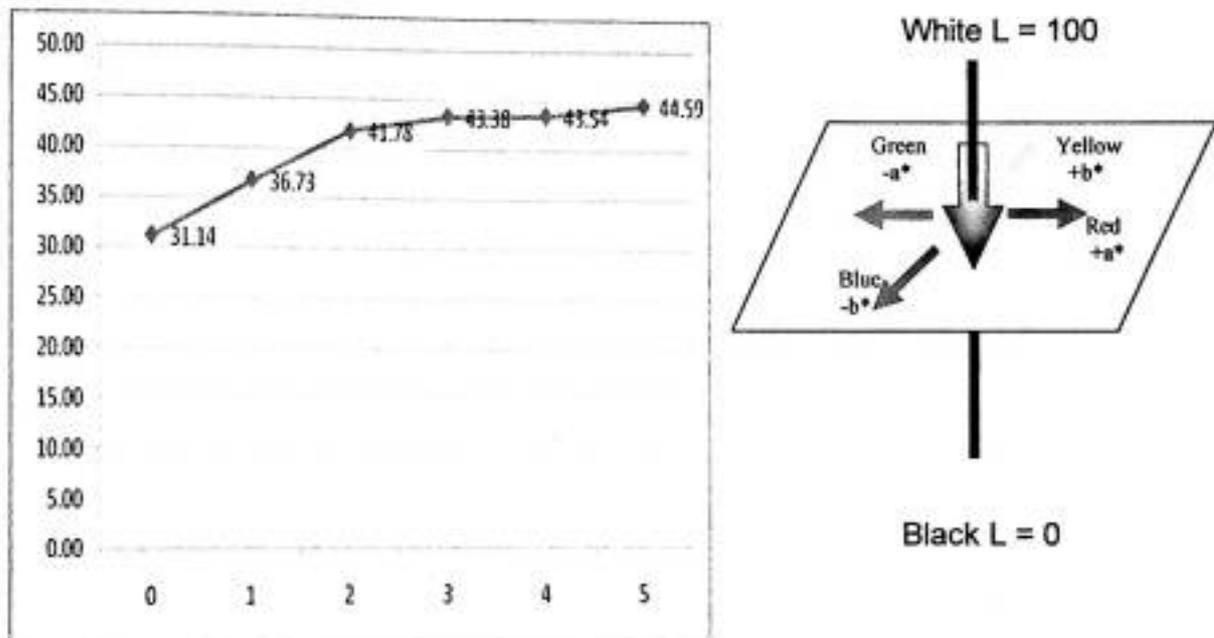 50.00
45.00
40.00
35.00
30.00
25.00
20.00
15.00
10.00
5.00
0.00
31.14
36.73
41.78
43.38
43.54
44.59
0 1 2 3 4 5
White L = 100
Green
-a*
Yellow
+b*
Red
+a*
Blue
-b*
Black L = 0